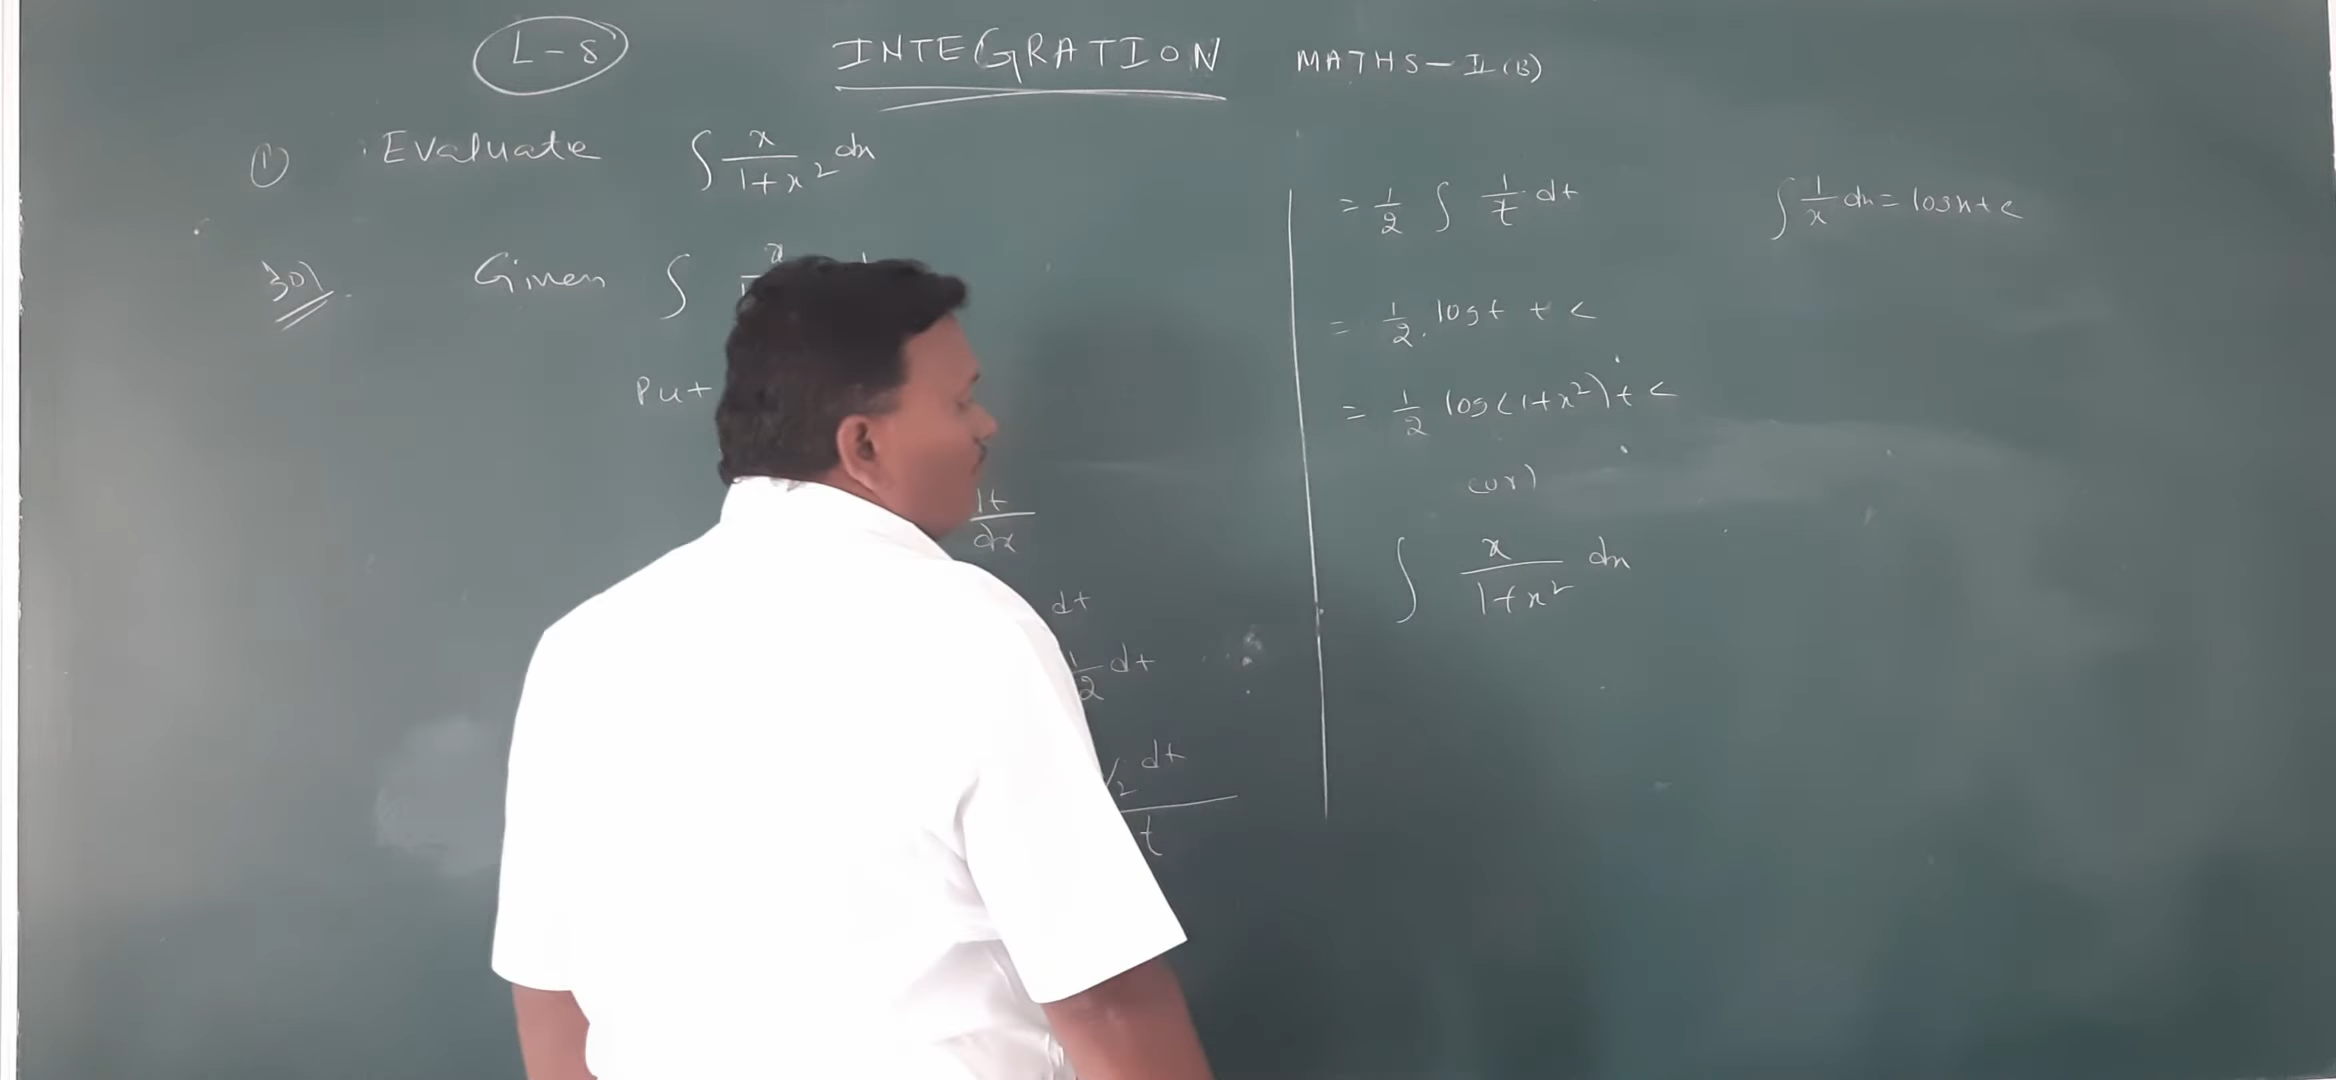 L-8 INTEGRATION MATHS-II(B)
① Evaluate ∫ x/(1+x²) dx
Sol Given ∫ x
Put
dt/dx
dt
1/2 dt
1/2 dt / t
= 1/2 ∫ 1/t dt ∫ 1/x dx = log x + c
= 1/2 . log t + c
= 1/2 log (1+x²) + c
(or)
∫ x/(1+x²) dx